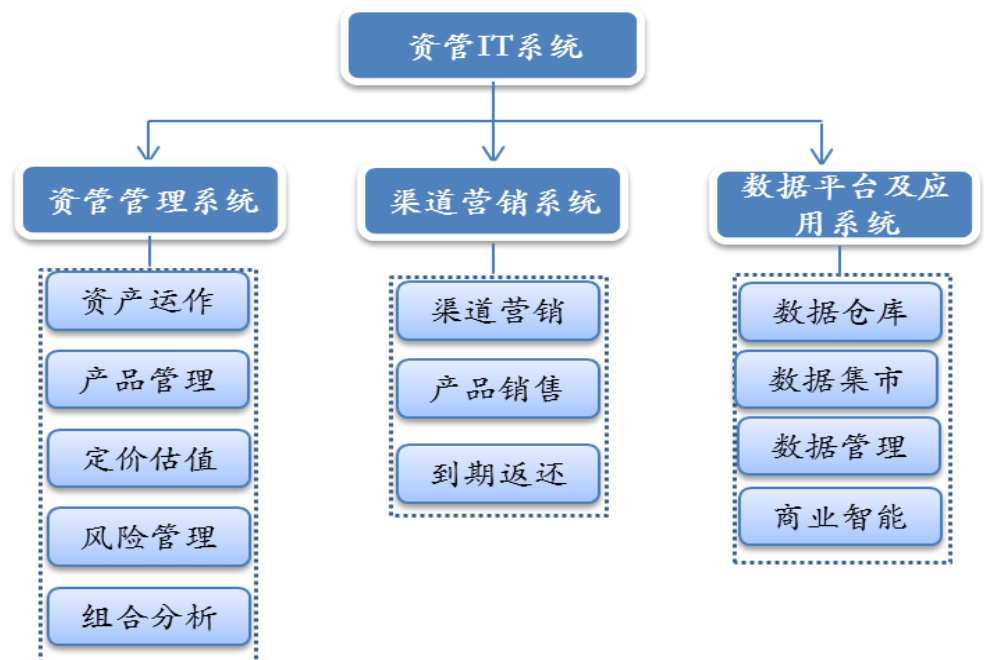 资管IT系统
资管管理系统
渠道营销系统
数据平台及应
用系统
资产运作
产品管理
定价估值
风险管理
组合分析
渠道营销
产品销售
到期返还
数据仓库
数据集市
数据管理
商业智能